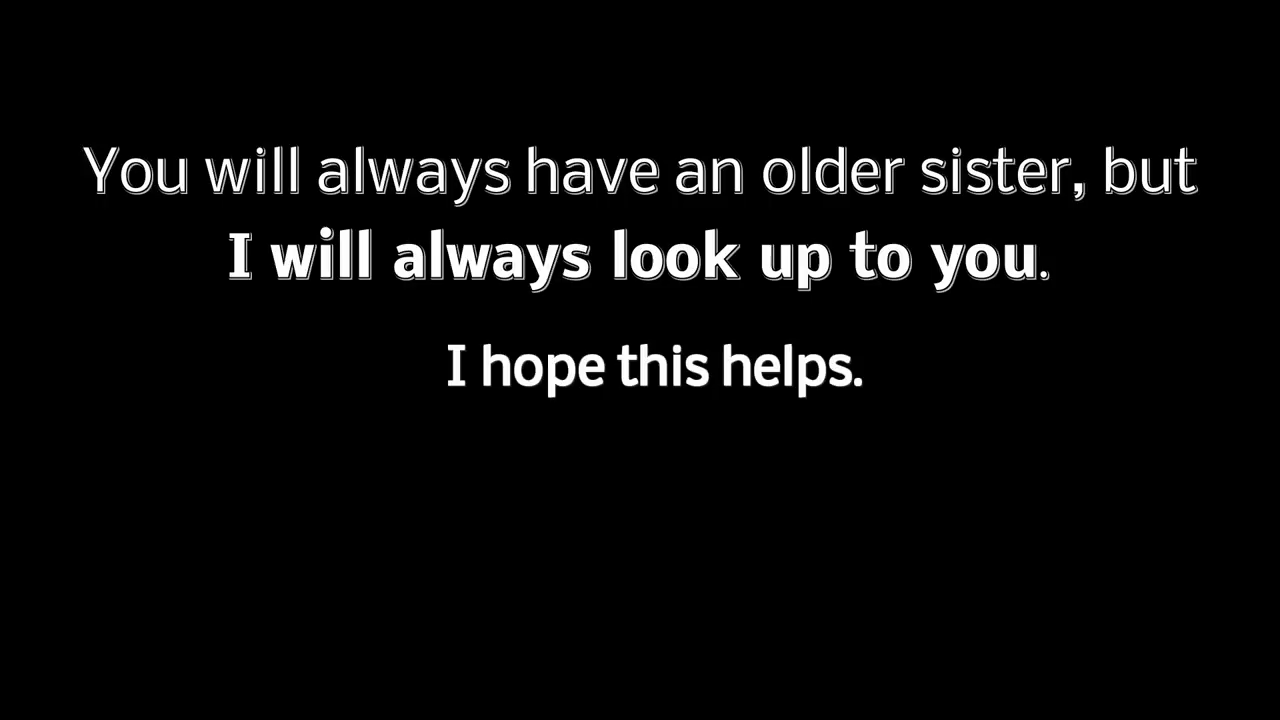 You will always have an older sister, but
I will always look up to you.
I hope this helps.